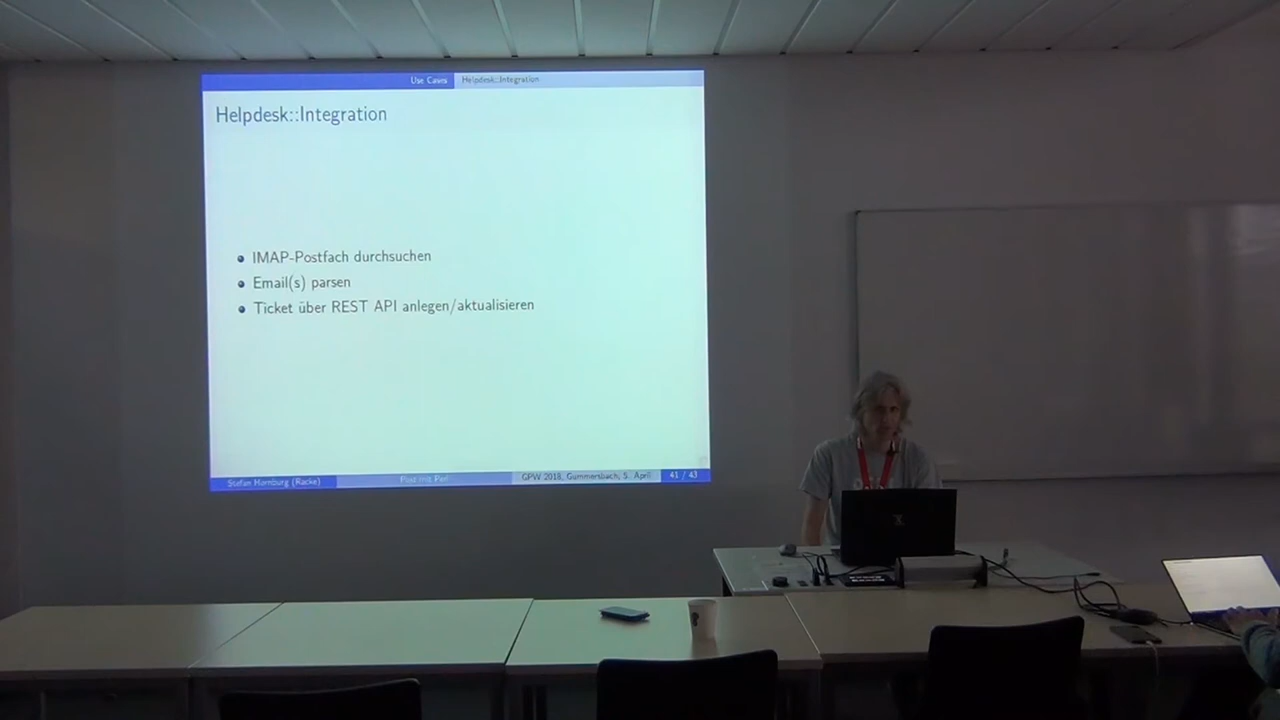 Use Cases Helpdesk::Integration
Helpdesk::Integration
IMAP-Postfach durchsuchen
Email(s) parsen
Ticket über REST API anlegen/aktualisieren
Stefan Hornburg (Racke) Post mit Perl GPW 2018, Gummersbach, 5. April 41 / 43